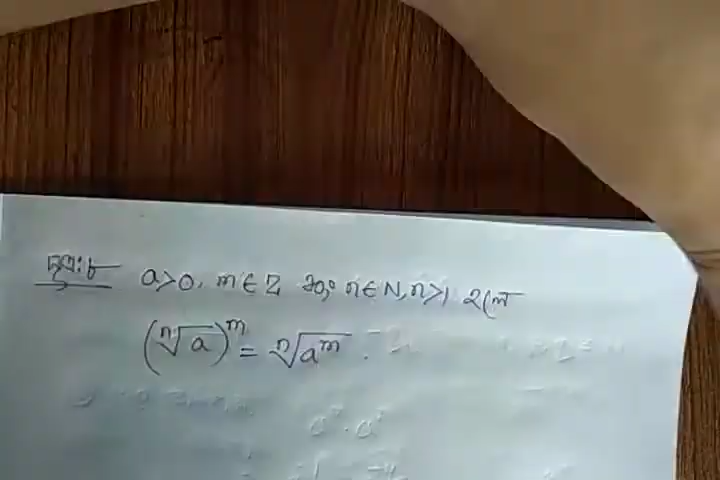 সূত্র: ৮ a>0, m ∈ Z এবং n ∈ N, n>1 হলে
(ⁿ√a)ᵐ = ⁿ√aᵐ .